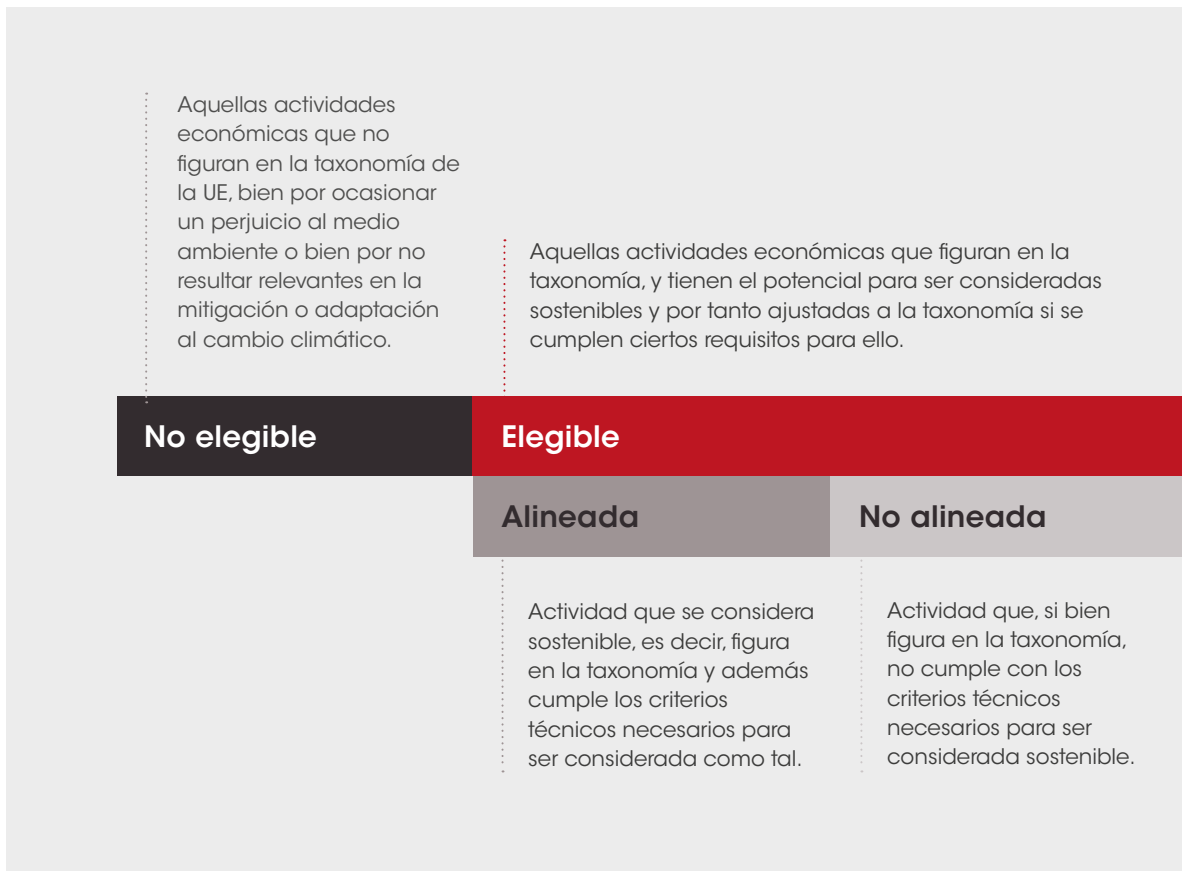 Aquellas actividades
económicas que no
figuran en la taxonomía de
la UE, bien por ocasionar
un perjuicio al medio
ambiente o bien por no
resultar relevantes en la
mitigación o adaptación
al cambio climático.
Aquellas actividades económicas que figuran en la
taxonomía, y tienen el potencial para ser consideradas
sostenibles y por tanto ajustadas a la taxonomía si se
cumplen ciertos requisitos para ello.
No elegible
Elegible
Alineada
No alineada
Actividad que se considera
sostenible, es decir, figura
en la taxonomía y además
cumple los criterios
técnicos necesarios para
ser considerada como tal.
Actividad que, si bien
figura en la taxonomía,
no cumple con los
criterios técnicos
necesarios para ser
considerada sostenible.